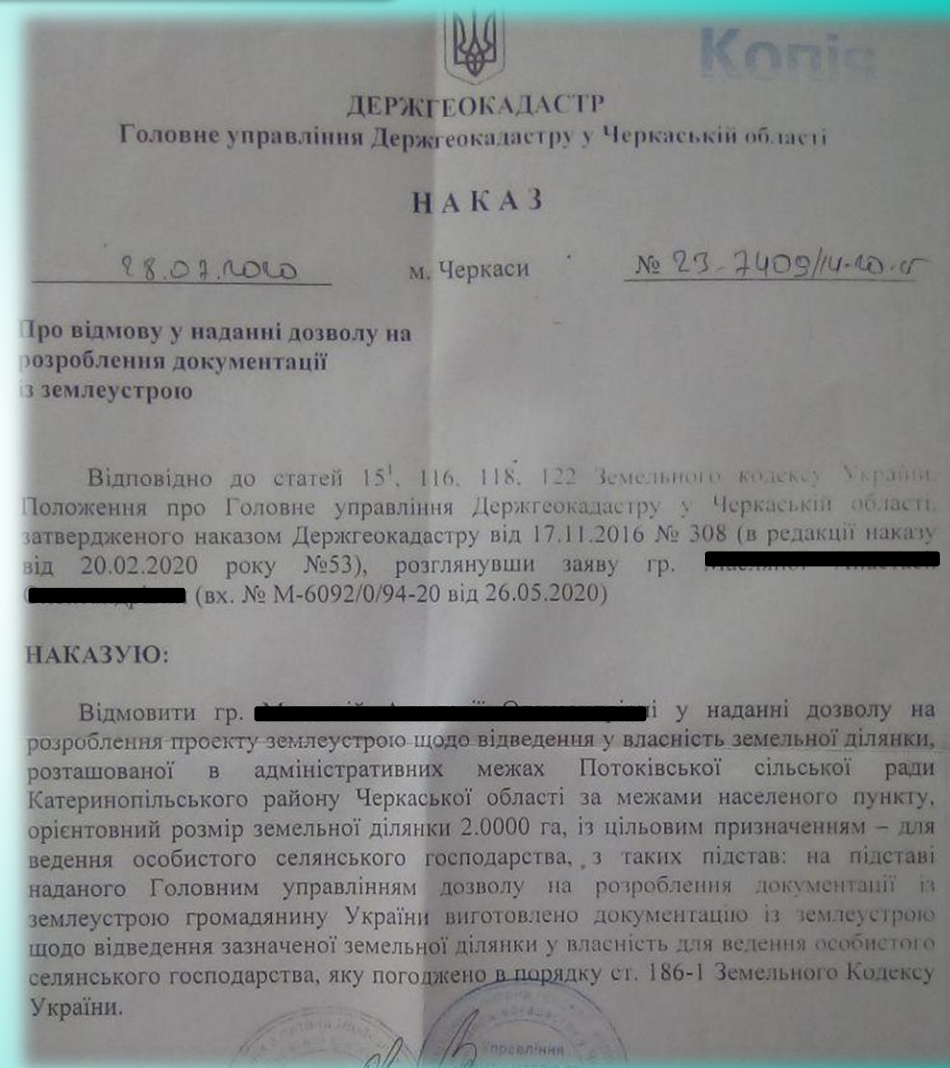 Копія
ДЕРЖГЕОКАДАСТР
Головне управління Держгеокадастру у Черкаській області
НАКАЗ
28.07.2020 м. Черкаси № 23-7409/14-20-сг
Про відмову у наданні дозволу на
розроблення документації
із землеустрою
Відповідно до статей 15¹, 116, 118, 122 Земельного кодексу України,
Положення про Головне управління Держгеокадастру у Черкаській області,
затвердженого наказом Держгеокадастру від 17.11.2016 № 308 (в редакції наказу
від 20.02.2020 року №53), розглянувши заяву гр.
(вх. № М-6092/0/94-20 від 26.05.2020)
НАКАЗУЮ:
Відмовити гр. у наданні дозволу на
розроблення проекту землеустрою щодо відведення у власність земельної ділянки,
розташованої в адміністративних межах Потоківської сільської ради
Катеринопільського району Черкаської області за межами населеного пункту,
орієнтовний розмір земельної ділянки 2.0000 га, із цільовим призначенням – для
ведення особистого селянського господарства, з таких підстав: на підставі
наданого Головним управлінням дозволу на розроблення документації із
землеустрою громадянину України виготовлено документацію із землеустрою
щодо відведення зазначеної земельної ділянки у власність для ведення особистого
селянського господарства, яку погоджено в порядку ст. 186-1 Земельного Кодексу
України.
Управління